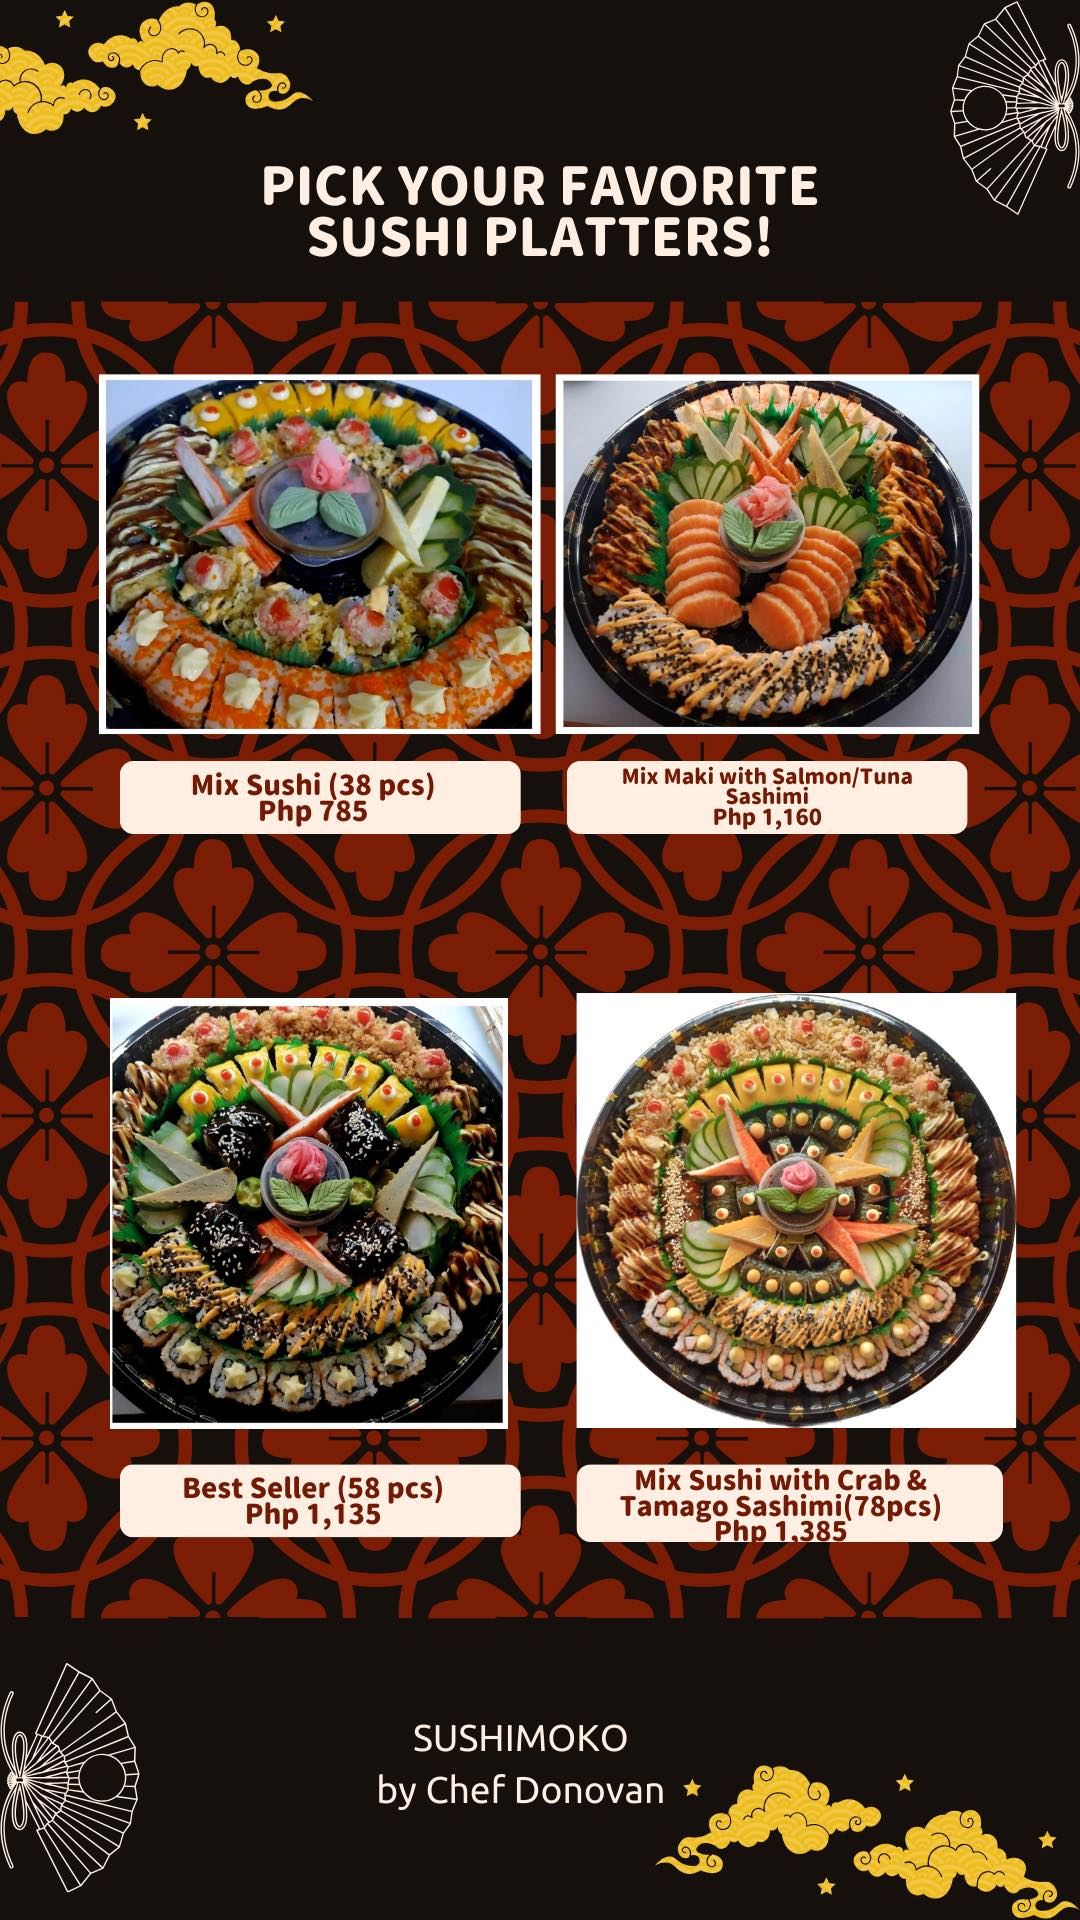 PICK YOUR FAVORITE
SUSHI PLATTERS!
Mix Sushi (38 pcs)
Php 785
Mix Maki with Salmon/Tuna
Sashimi
Php 1,160
Best Seller (58 pcs)
Php 1,135
Mix Sushi with Crab &
Tamago Sashimi(78pcs)
Php 1,385
SUSHIMOKO
by Chef Donovan